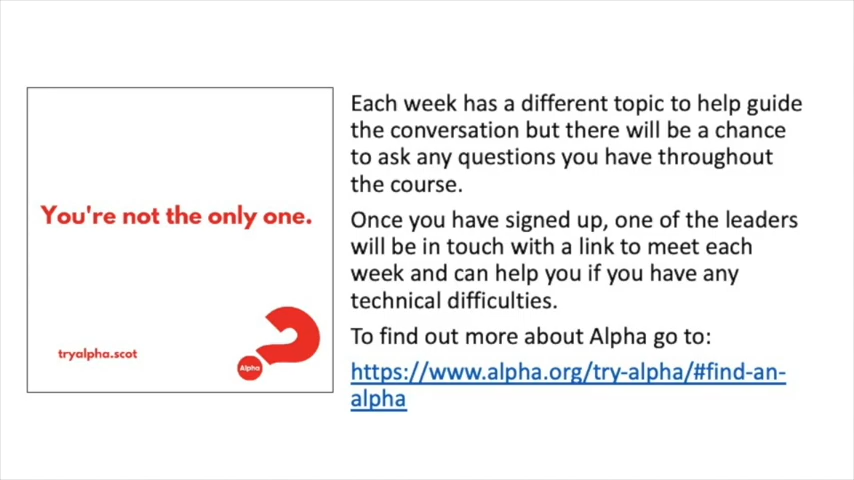 You're not the only one.
tryalpha.scot
Alpha
Each week has a different topic to help guide
the conversation but there will be a chance
to ask any questions you have throughout
the course.
Once you have signed up, one of the leaders
will be in touch with a link to meet each
week and can help you if you have any
technical difficulties.
To find out more about Alpha go to:
https://www.alpha.org/try-alpha/#find-an-
alpha